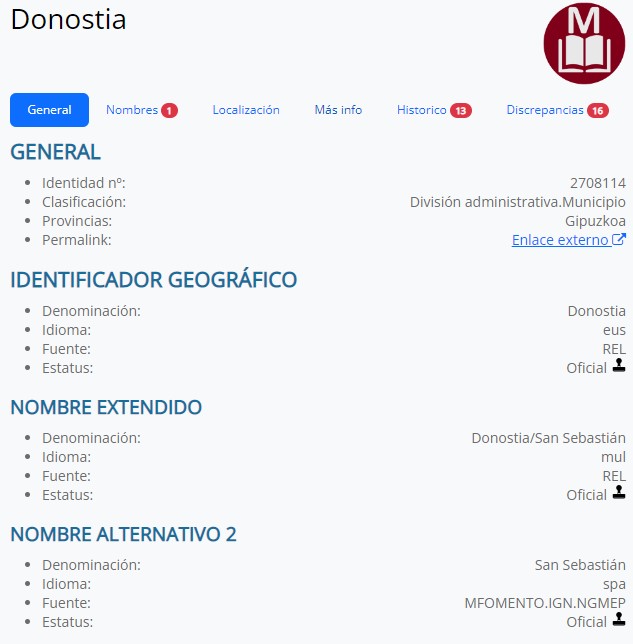 Donostia
M
General
Nombres 1
Localización
Más info
Historico 13
Discrepancias 16
GENERAL
Identidad nº: 2708114
Clasificación: División administrativa.Municipio
Provincias: Gipuzkoa
Permalink: Enlace externo
IDENTIFICADOR GEOGRÁFICO
Denominación: Donostia
Idioma: eus
Fuente: REL
Estatus: Oficial
NOMBRE EXTENDIDO
Denominación: Donostia/San Sebastián
Idioma: mul
Fuente: REL
Estatus: Oficial
NOMBRE ALTERNATIVO 2
Denominación: San Sebastián
Idioma: spa
Fuente: MFOMENTO.IGN.NGMEP
Estatus: Oficial